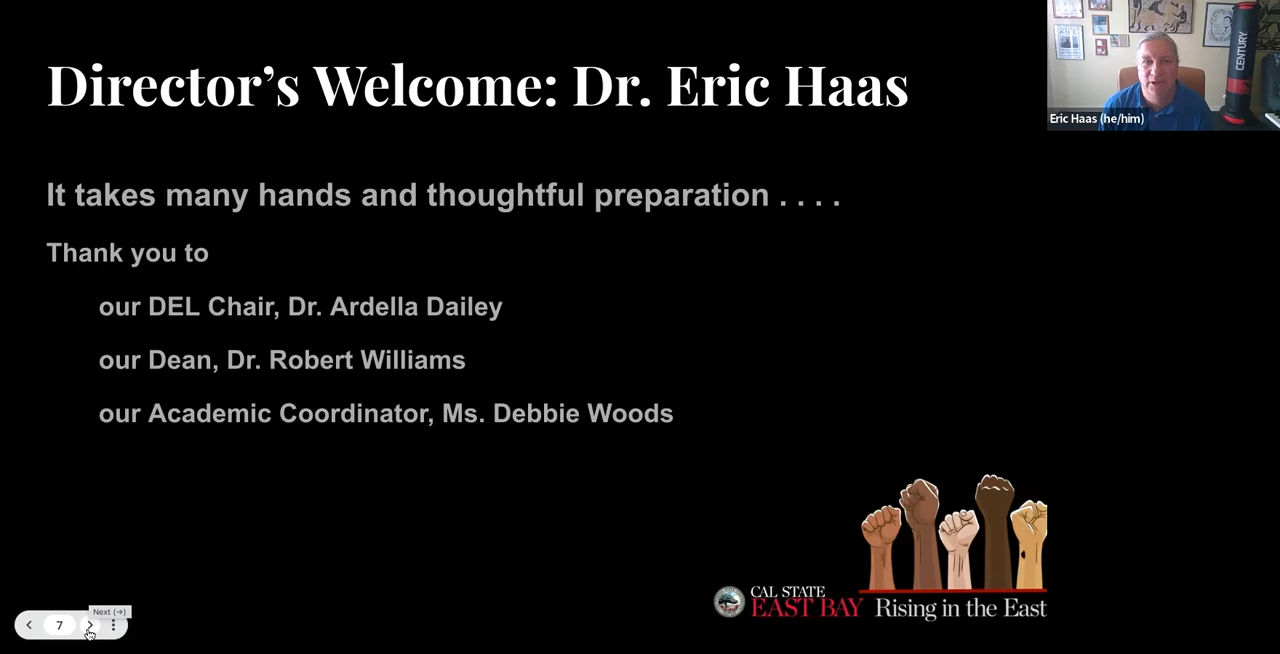 Director’s Welcome: Dr. Eric Haas
CENTURY
Eric Haas (he/him)
It takes many hands and thoughtful preparation . . . .
Thank you to
our DEL Chair, Dr. Ardella Dailey
our Dean, Dr. Robert Williams
our Academic Coordinator, Ms. Debbie Woods
CAL STATE
EAST BAY Rising in the East
Next (→)
7